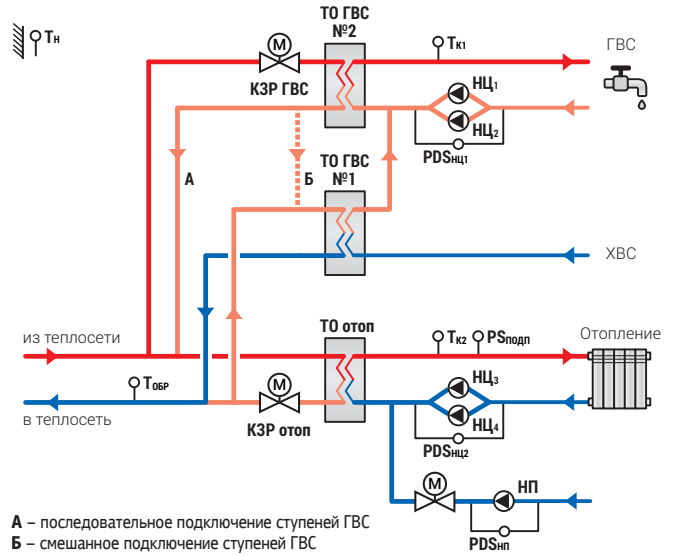 ТО ГВС
№2
Tн
М
КЗР ГВС
Tк1
ГВС
НЦ1
НЦ2
PDSнц1
А
Б
ТО ГВС
№1
ХВС
из теплосети
ТО отоп
Tк2
PSподп
Отопление
Tобр
М
НЦ3
НЦ4
в теплосеть
КЗР отоп
PDSнц2
М
НП
PDSнп
А – последовательное подключение ступеней ГВС
Б – смешанное подключение ступеней ГВС